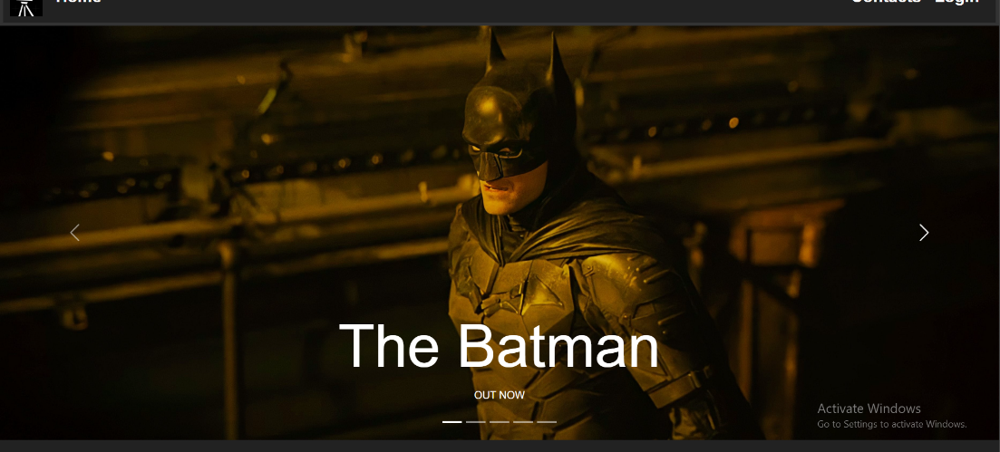 Home
Contacts Login
The Batman
OUT NOW
Activate Windows
Go to Settings to activate Windows.